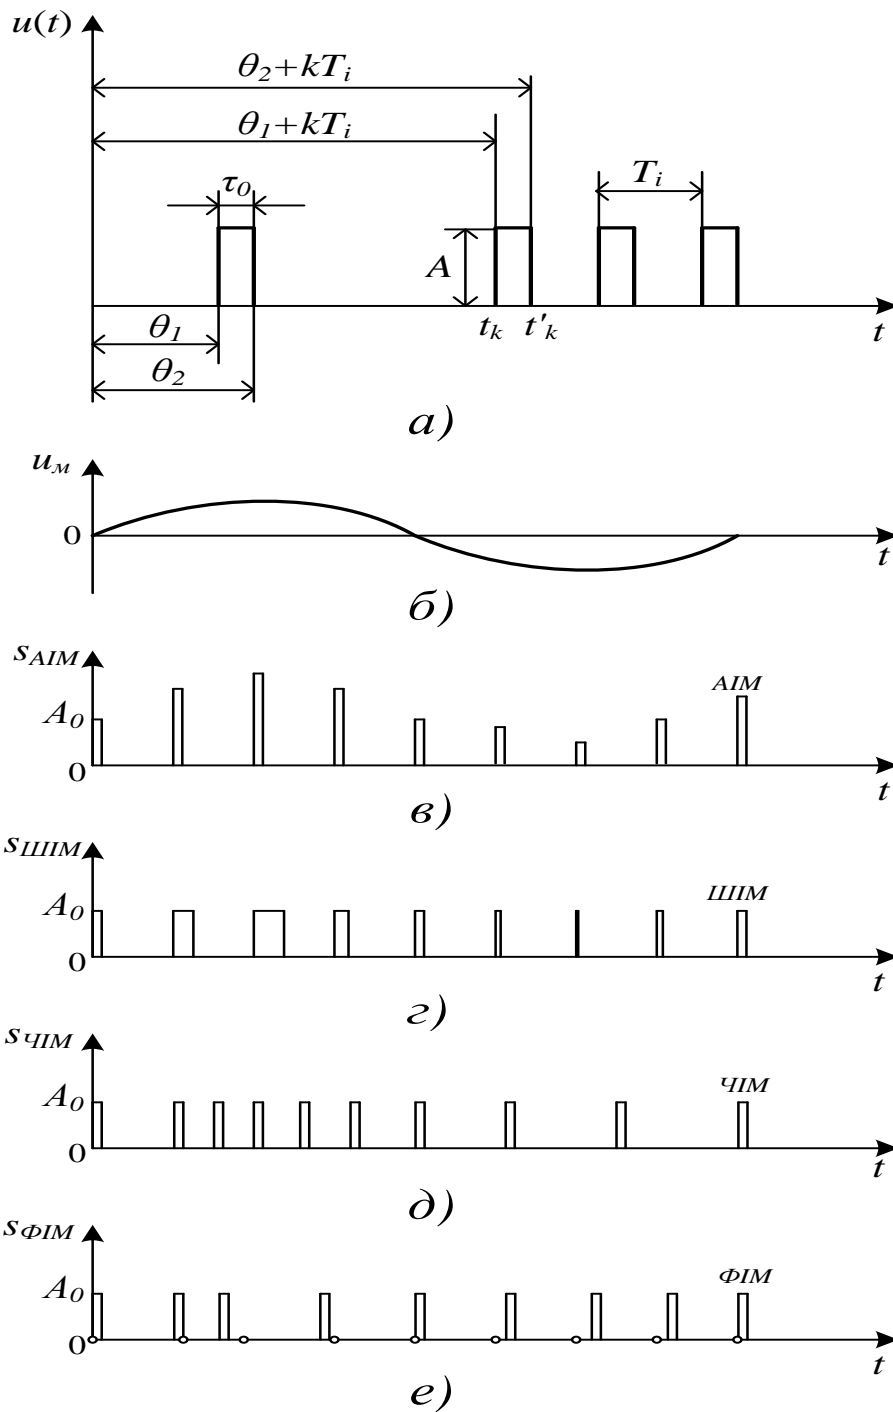 u(t)
θ2+kTi
θ1+kTi
τ0
Ti
A
tk t'k t
θ1
θ2
а)
uм
0
t
б)
sАІМ
АІМ
A0
0
t
в)
sШІМ
ШІМ
A0
0
t
г)
sЧІМ
ЧІМ
A0
0
t
д)
sФІМ
ФІМ
A0
0
t
е)